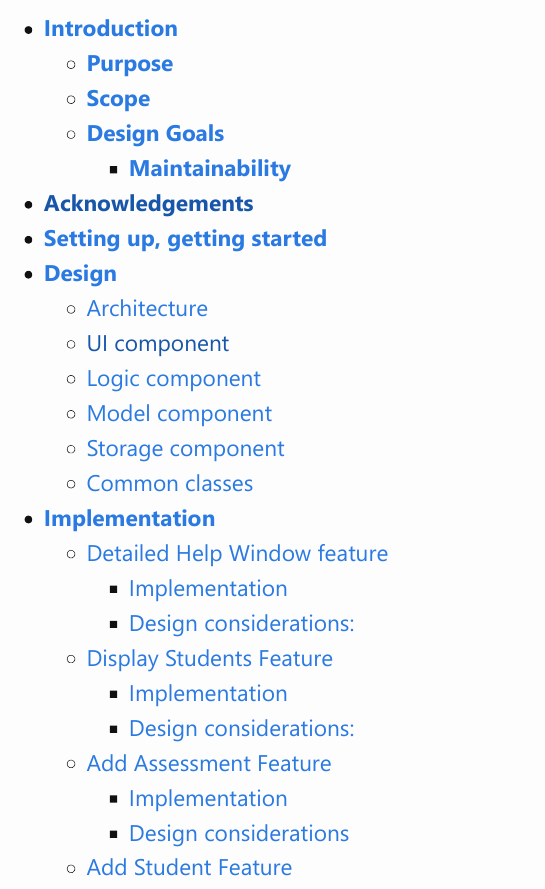 Introduction
Purpose
Scope
Design Goals
Maintainability
Acknowledgements
Setting up, getting started
Design
Architecture
UI component
Logic component
Model component
Storage component
Common classes
Implementation
Detailed Help Window feature
Implementation
Design considerations:
Display Students Feature
Implementation
Design considerations:
Add Assessment Feature
Implementation
Design considerations
Add Student Feature